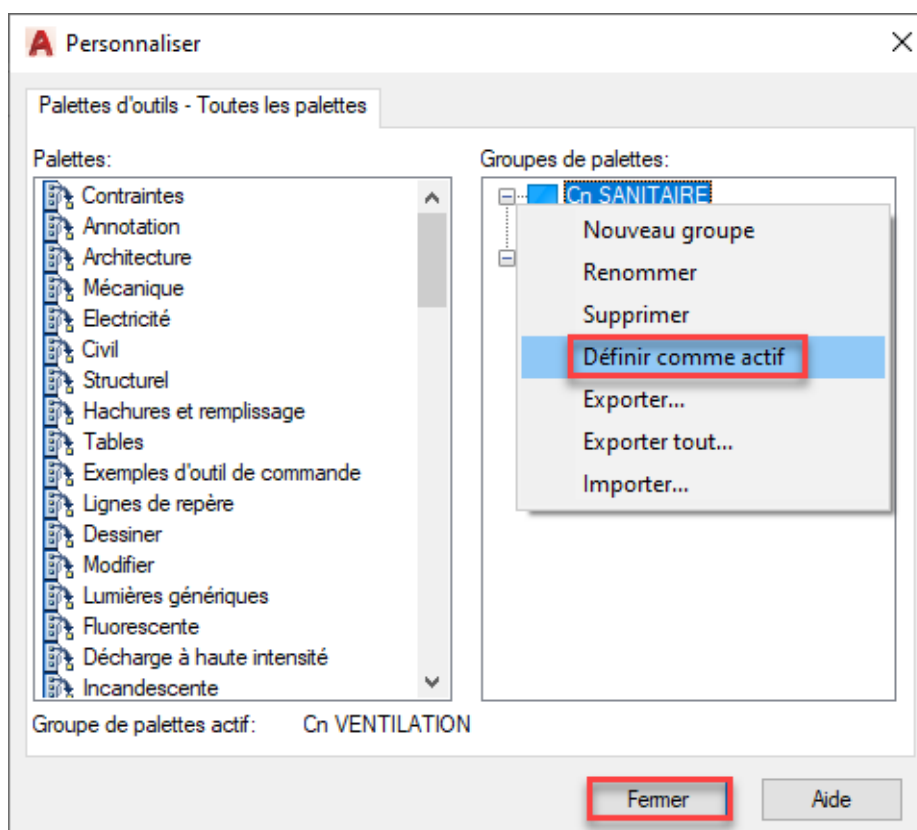 Personnaliser
Palettes d'outils - Toutes les palettes
Palettes:
Contraintes
Annotation
Architecture
Mécanique
Electricité
Civil
Structurel
Hachures et remplissage
Tables
Exemples d'outil de commande
Lignes de repère
Dessiner
Modifier
Lumières génériques
Fluorescente
Décharge à haute intensité
Incandescente
Groupes de palettes:
Cn SANITAIRE
Nouveau groupe
Renommer
Supprimer
Définir comme actif
Exporter...
Exporter tout...
Importer...
Groupe de palettes actif: Cn VENTILATION
Fermer Aide